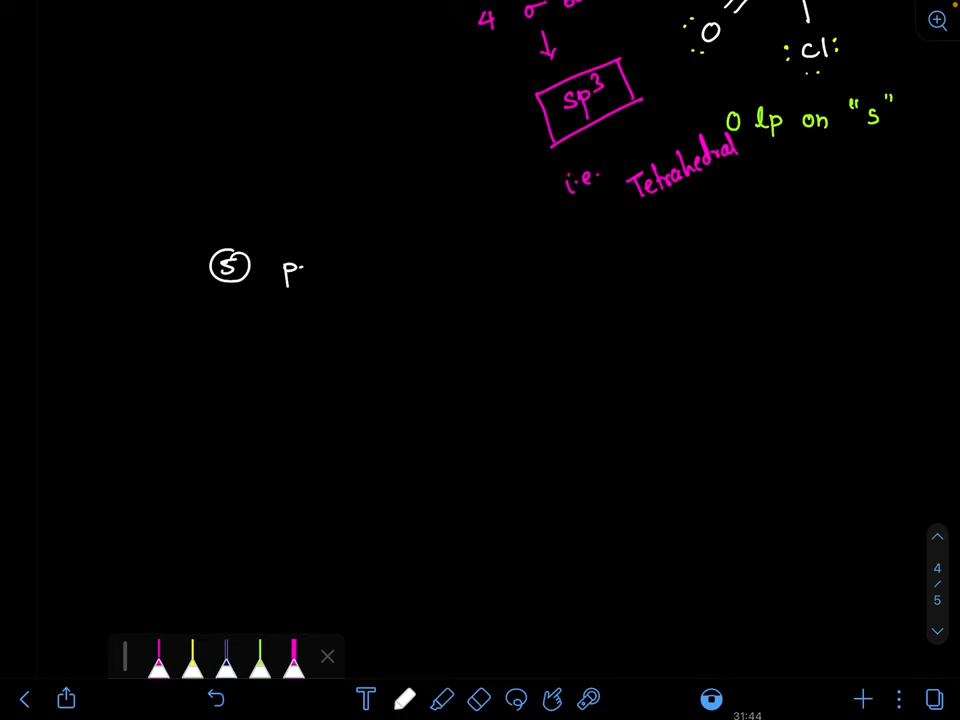 4 σ
O
Cl
sp³
0 lp on "s"
i.e. Tetrahedral
⑤ p
4
/
5
T
31:44